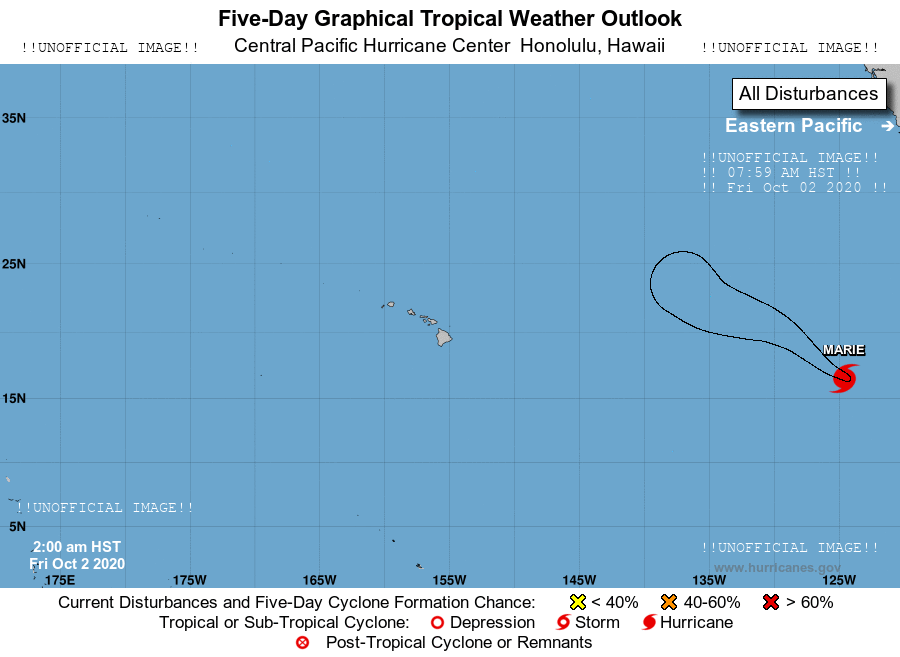 Five-Day Graphical Tropical Weather Outlook
!!UNOFFICIAL IMAGE!! Central Pacific Hurricane Center Honolulu, Hawaii !!UNOFFICIAL IMAGE!!
All Disturbances
35N
Eastern Pacific →
!!UNOFFICIAL IMAGE!!
!! 07:59 AM HST !!
!! Fri Oct 02 2020 !!
25N
MARIE
15N
!!UNOFFICIAL IMAGE!!
5N
2:00 am HST
!!UNOFFICIAL IMAGE!!
Fri Oct 2 2020
www.hurricanes.gov
175E 175W 165W 155W 145W 135W 125W
Current Disturbances and Five-Day Cyclone Formation Chance: < 40% 40-60% > 60%
Tropical or Sub-Tropical Cyclone: Depression Storm Hurricane
Post-Tropical Cyclone or Remnants